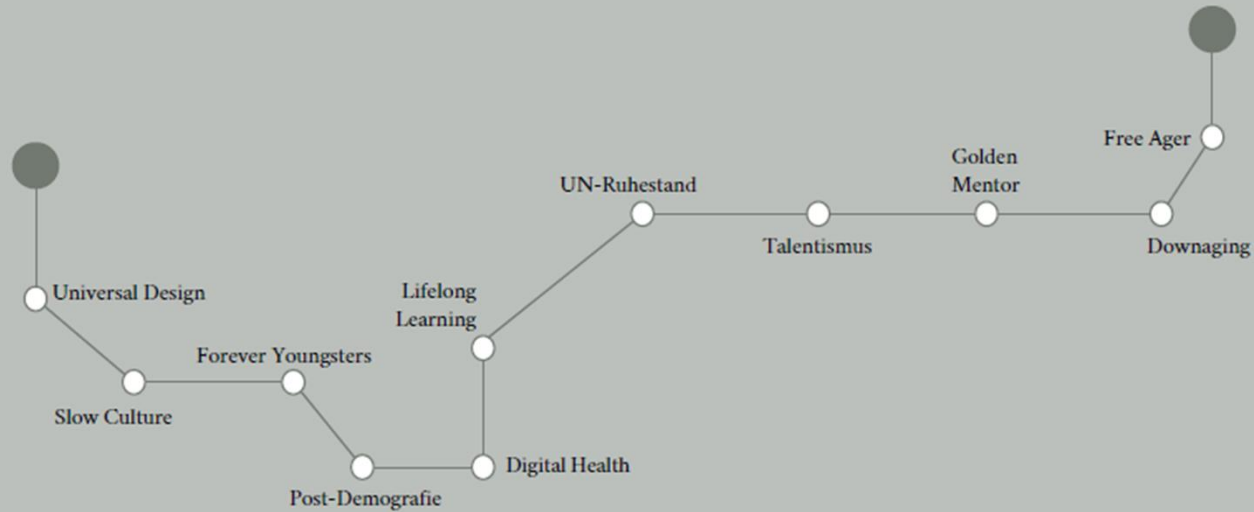 Universal Design
Slow Culture
Forever Youngsters
Post-Demografie
Digital Health
Lifelong
Learning
UN-Ruhestand
Talentismus
Golden
Mentor
Downaging
Free Ager